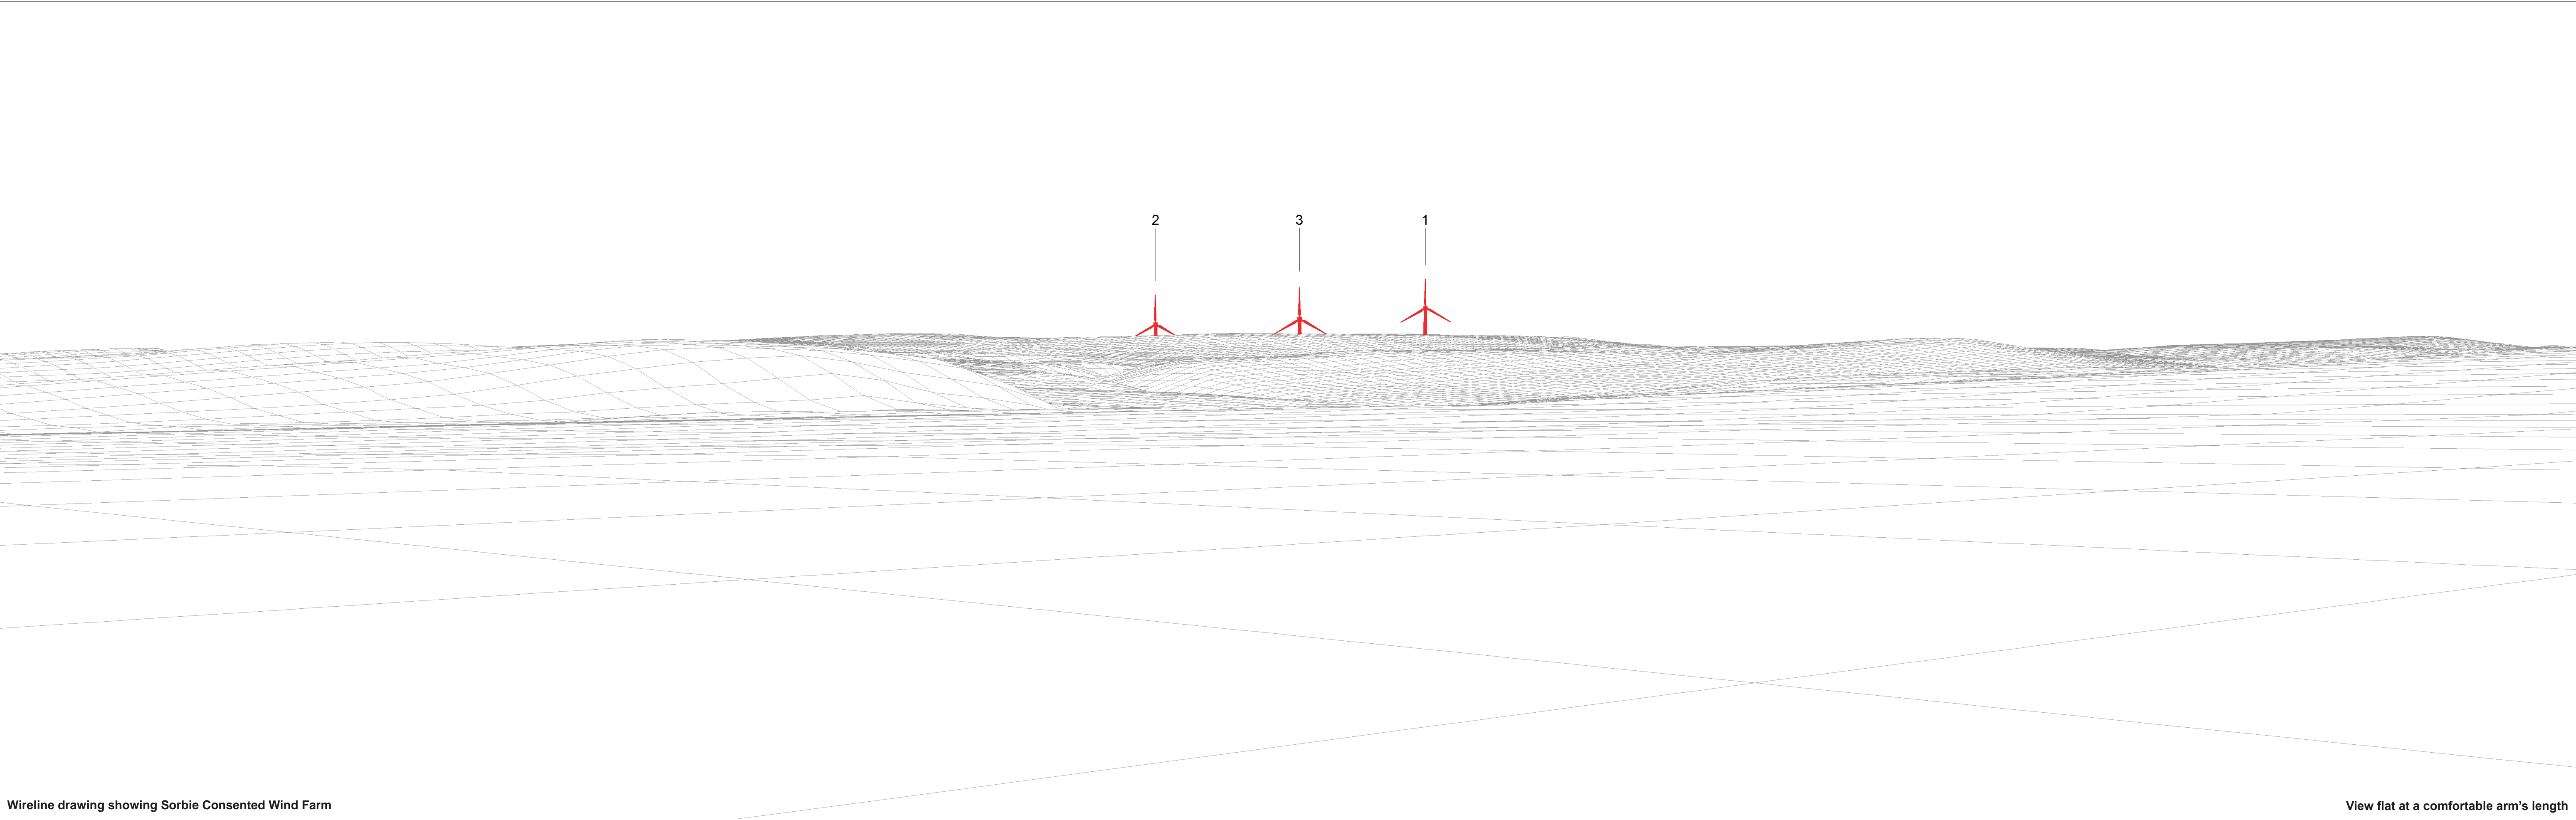 2 3 1
Wireline drawing showing Sorbie Consented Wind Farm
View flat at a comfortable arm’s length